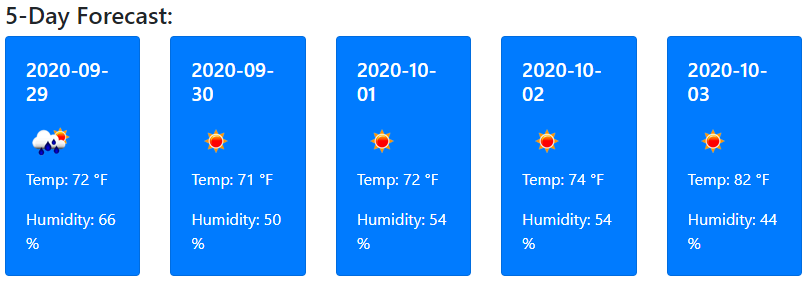 5-Day Forecast:
2020-09-
29
Temp: 72 °F
Humidity: 66
%
2020-09-
30
Temp: 71 °F
Humidity: 50
%
2020-10-
01
Temp: 72 °F
Humidity: 54
%
2020-10-
02
Temp: 74 °F
Humidity: 54
%
2020-10-
03
Temp: 82 °F
Humidity: 44
%